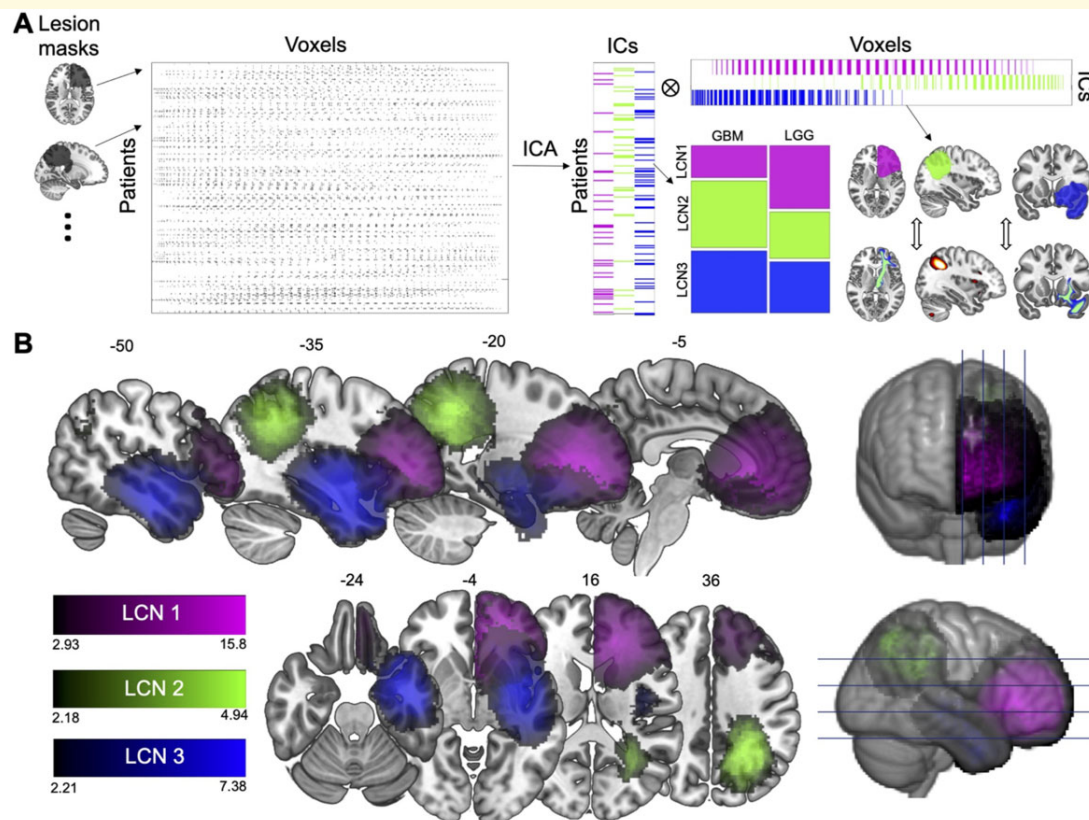 A
Lesion
masks
Voxels
Patients
ICA
ICs
Patients
⊗
Voxels
ICs
GBM
LGG
LCN1
LCN2
LCN3
B
-50
-35
-20
-5
-24
-4
16
36
LCN 1
2.93
15.8
LCN 2
2.18
4.94
LCN 3
2.21
7.38